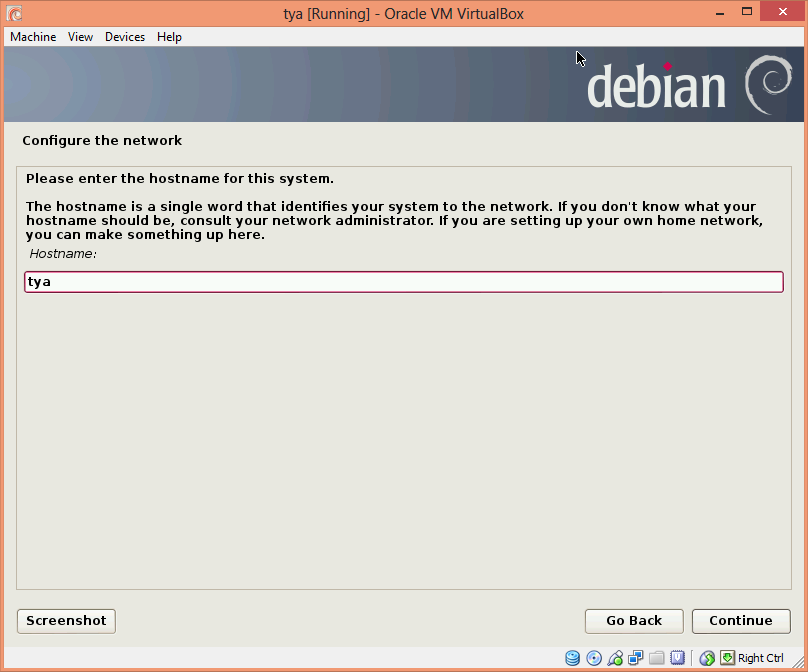 tya [Running] - Oracle VM VirtualBox
Machine View Devices Help
debian
Configure the network
Please enter the hostname for this system.
The hostname is a single word that identifies your system to the network. If you don't know what your
hostname should be, consult your network administrator. If you are setting up your own home network,
you can make something up here.
Hostname:
tya
Screenshot Go Back Continue
Right Ctrl